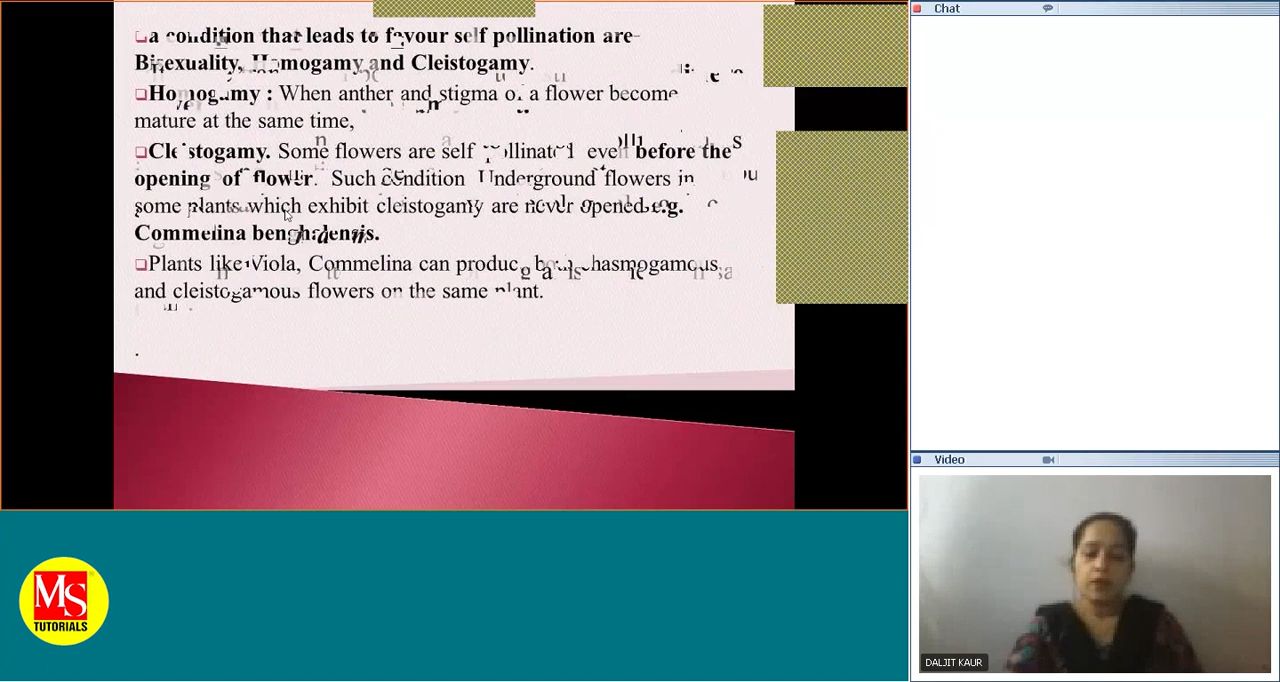 ❑a condition that leads to favour self pollination are–
Bisexuality, Homogamy and Cleistogamy.
❑Homogamy : When anther and stigma of a flower become
mature at the same time,
❑Cleistogamy. Some flowers are self pollinated even before the
opening of flower. Such condition Underground flowers in
some plants which exhibit cleistogamy are never opened e.g.
Commelina benghalensis.
❑Plants like Viola, Commelina can produce both chasmogamous
and cleistogamous flowers on the same plant.
.
MS
TUTORIALS
Chat
Video
DALJIT KAUR